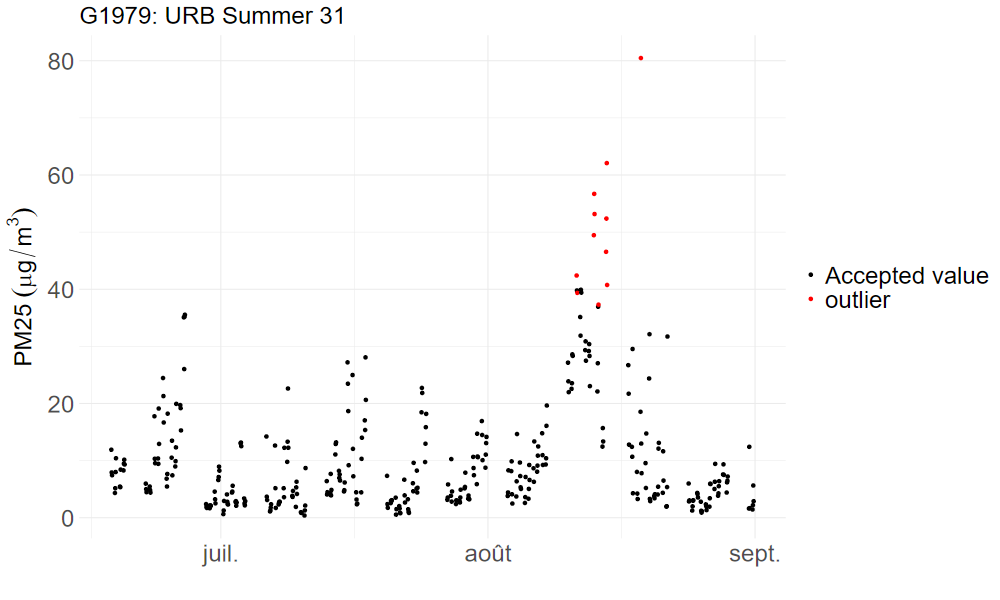 G1979: URB Summer 31
PM25 (μg/m³)
80
60
40
20
0
juil.
août
sept.
Accepted value
outlier